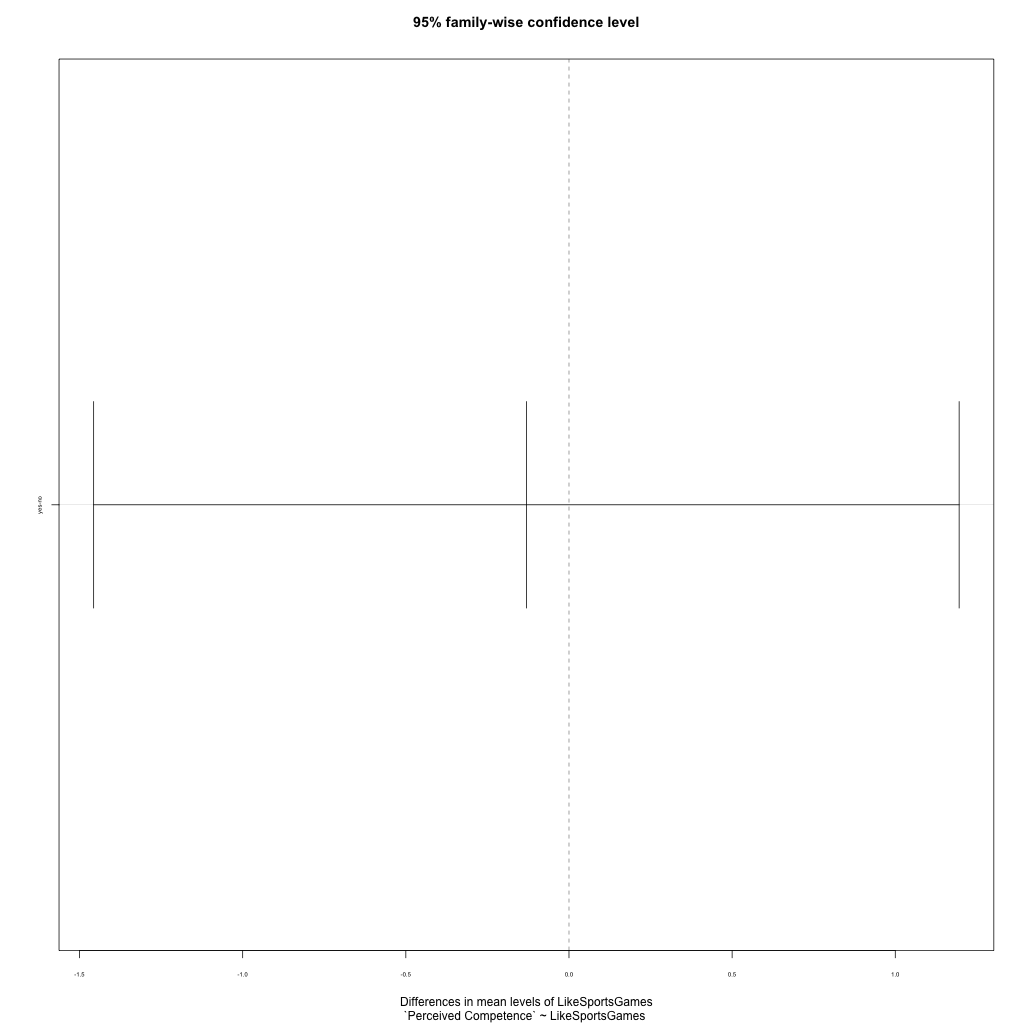 95% family-wise confidence level
yes-no
-1.5 -1.0 -0.5 0.0 0.5 1.0
Differences in mean levels of LikeSportsGames
`Perceived Competence` ~ LikeSportsGames